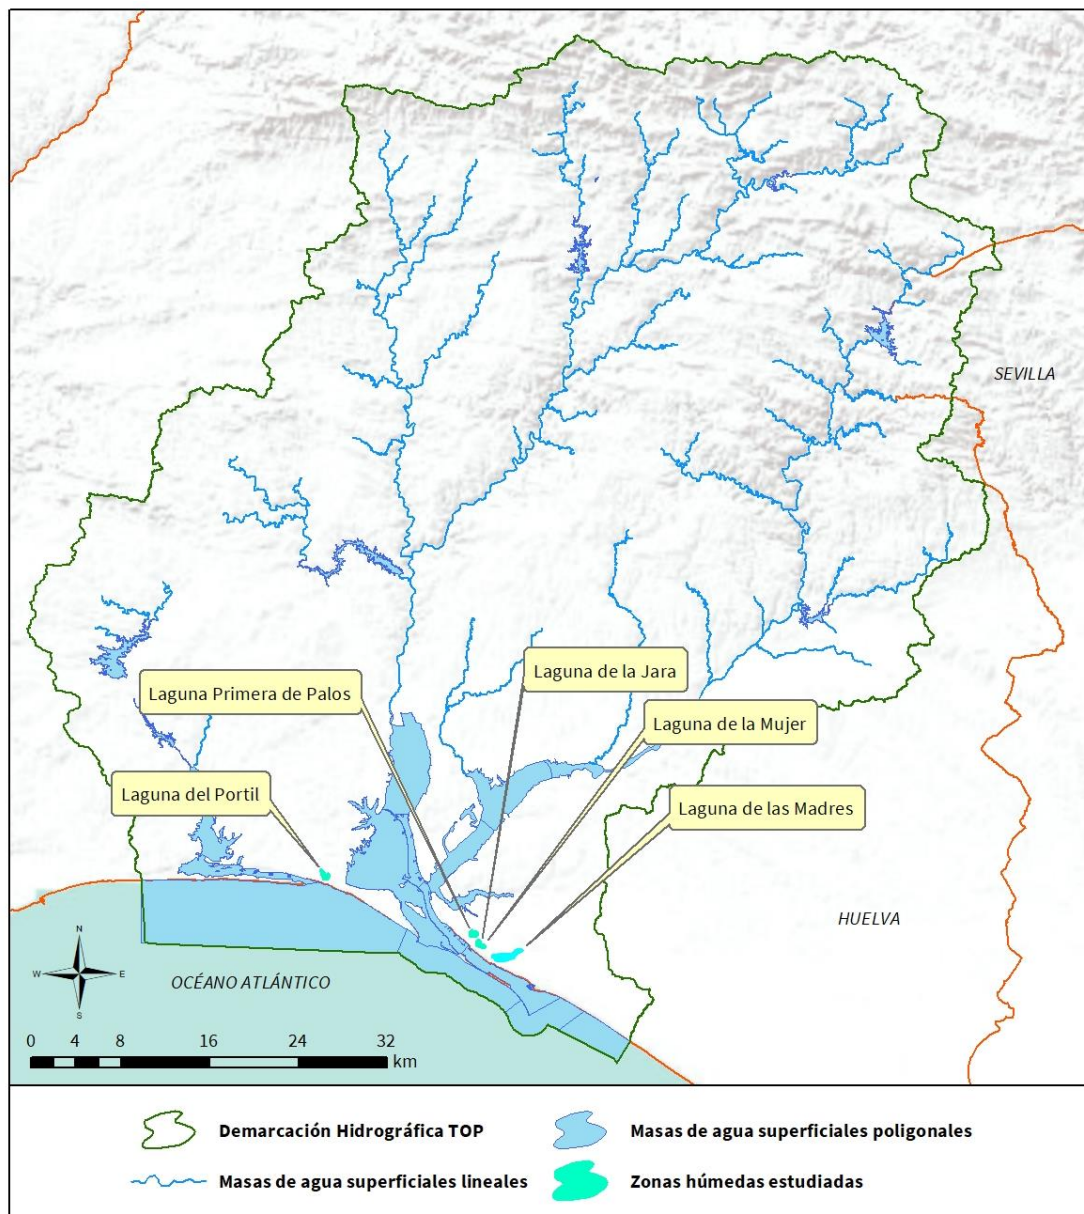 SEVILLA
Laguna de la Jara
Laguna Primera de Palos
Laguna de la Mujer
Laguna del Portil
Laguna de las Madres
HUELVA
N
W E
S
OCÉANO ATLÁNTICO
0 2 4 8 16 24 32
km
Demarcación Hidrográfica TOP
Masas de agua superficiales poligonales
Masas de agua superficiales lineales
Zonas húmedas estudiadas